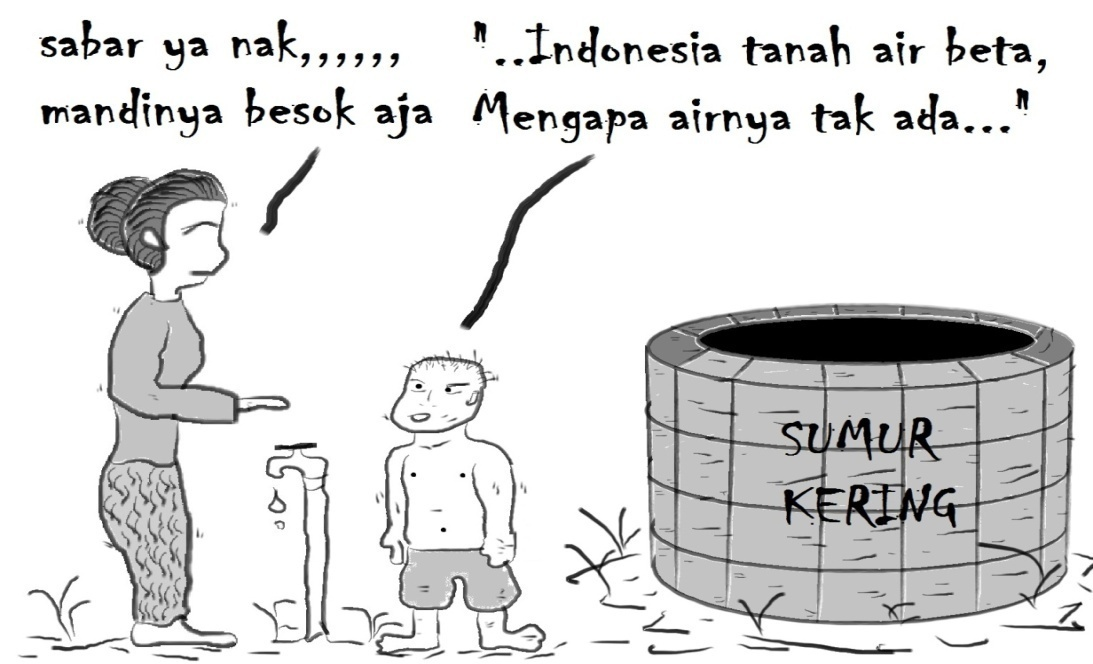 sabar ya nak,,,,,,
mandinya besok aja
"..Indonesia tanah air beta,
Mengapa airnya tak ada..."
SUMUR
KERING